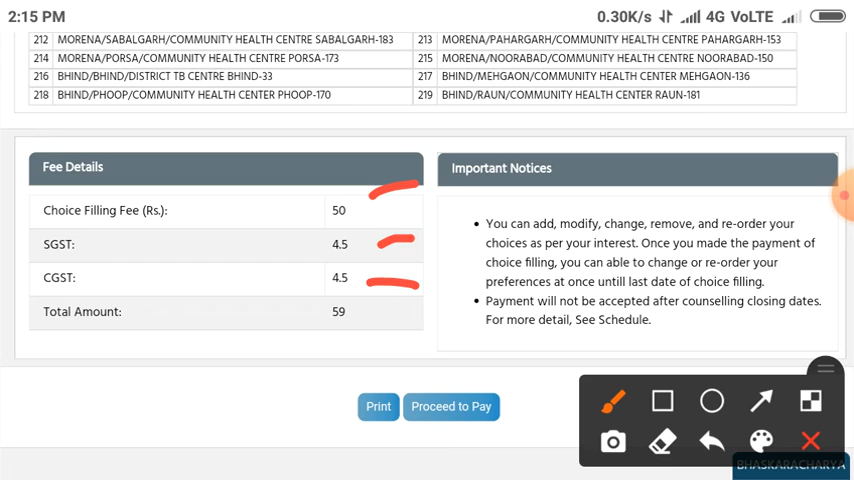 2:15 PM 0.30K/s 4G VoLTE
212 MORENA/SABALGARH/COMMUNITY HEALTH CENTRE SABALGARH-183 213 MORENA/PAHARGARH/COMMUNITY HEALTH CENTRE PAHARGARH-153
214 MORENA/PORSA/COMMUNITY HEALTH CENTRE PORSA-173 215 MORENA/NOORABAD/COMMUNITY HEALTH CENTRE NOORABAD-150
216 BHIND/BHIND/DISTRICT TB CENTRE BHIND-33 217 BHIND/MEHGAON/COMMUNITY HEALTH CENTER MEHGAON-136
218 BHIND/PHOOP/COMMUNITY HEALTH CENTER PHOOP-170 219 BHIND/RAUN/COMMUNITY HEALTH CENTER RAUN-181
Fee Details
Choice Filling Fee (Rs.): 50
SGST: 4.5
CGST: 4.5
Total Amount: 59
Important Notices
You can add, modify, change, remove, and re-order your
choices as per your interest. Once you made the payment of
choice filling, you can able to change or re-order your
preferences at once untill last date of choice filling.
Payment will not be accepted after counselling closing dates.
For more detail, See Schedule.
Print Proceed to Pay
BHASKARACHARYA